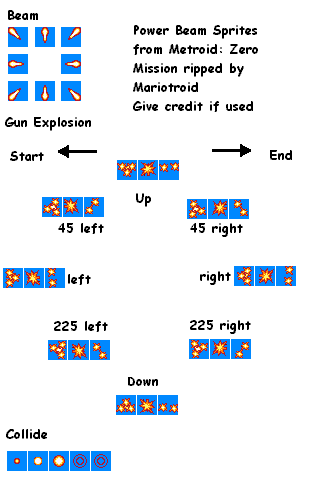 Beam
Power Beam Sprites
from Metroid: Zero
Mission ripped by
Mariotroid
Give credit if used
Gun Explosion
Start
End
Up
45 left
45 right
left
right
225 left
225 right
Down
Collide